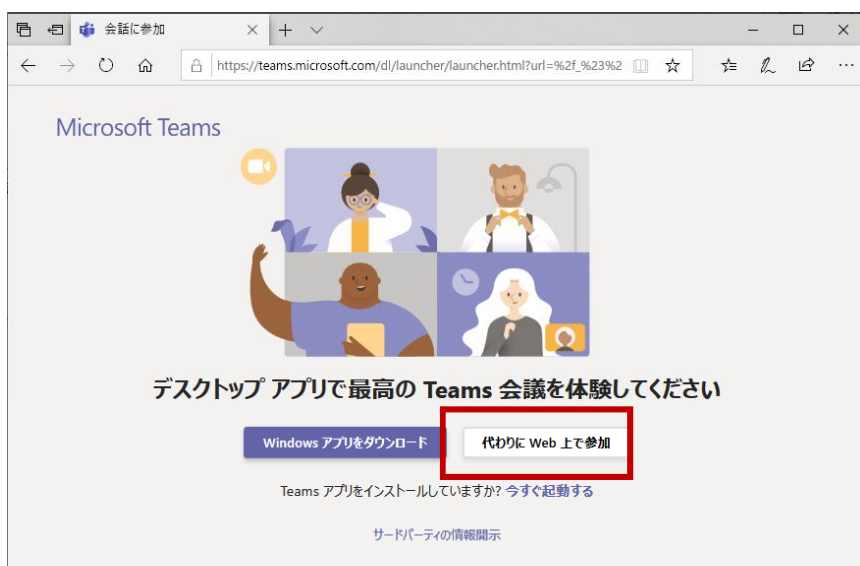 会話に参加
https://teams.microsoft.com/dl/launcher/launcher.html?url=%2f_%23%2
Microsoft Teams
デスクトップ アプリで最高の Teams 会議を体験してください
Windows アプリをダウンロード
代わりに Web 上で参加
Teams アプリをインストールしていますか? 今すぐ起動する
サードパーティの情報開示